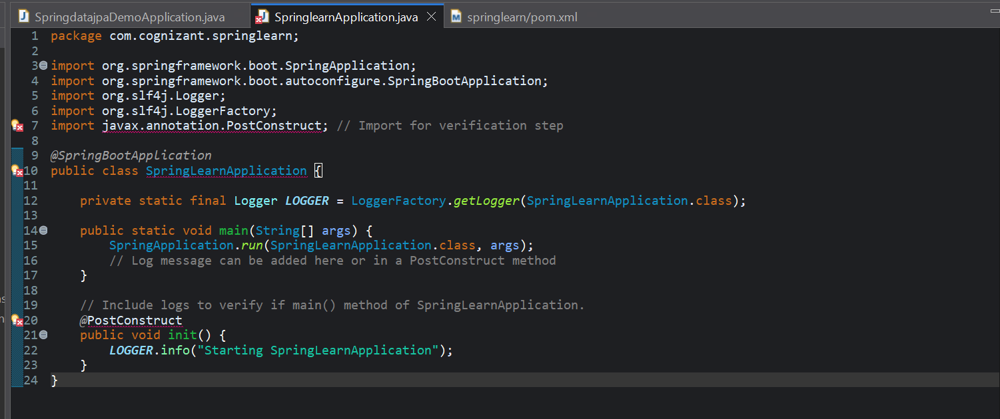 SpringdatajpaDemoApplication.java SpringlearnApplication.java springlearn/pom.xml
1 package com.cognizant.springlearn;
2
3 import org.springframework.boot.SpringApplication;
4 import org.springframework.boot.autoconfigure.SpringBootApplication;
5 import org.slf4j.Logger;
6 import org.slf4j.LoggerFactory;
7 import javax.annotation.PostConstruct; // Import for verification step
8
9 @SpringBootApplication
10 public class SpringLearnApplication {
11
12     private static final Logger LOGGER = LoggerFactory.getLogger(SpringLearnApplication.class);
13
14     public static void main(String[] args) {
15         SpringApplication.run(SpringLearnApplication.class, args);
16         // Log message can be added here or in a PostConstruct method
17     }
18
19     // Include logs to verify if main() method of SpringLearnApplication.
20     @PostConstruct
21     public void init() {
22         LOGGER.info("Starting SpringLearnApplication");
23     }
24 }